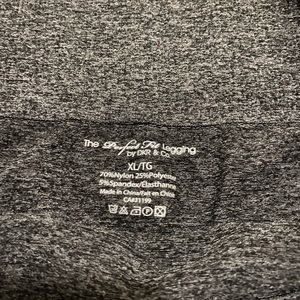 The Perfect Fit Legging
by DKR & Co.
XL/TG
70%Nylon 25%Polyester
5%Spandex/Elasthanne
Made in China/Fait en Chine
CA#31199